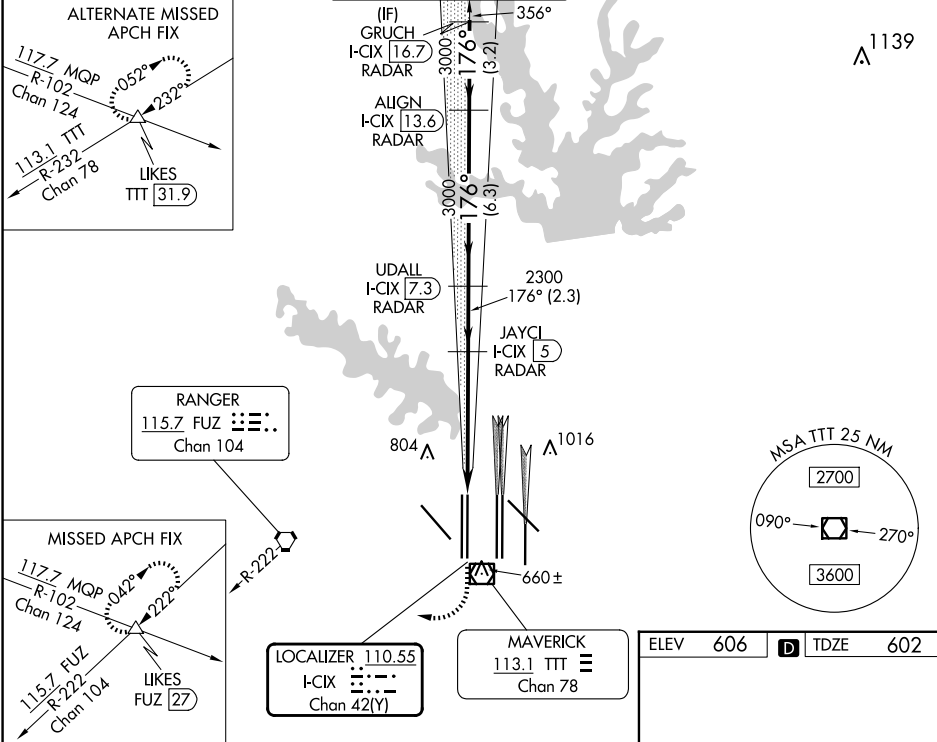 ALTERNATE MISSED
APCH FIX
117.7 MQP
R-102
Chan 124
052°
232°
113.1 TTT
R-232
Chan 78
LIKES
TTT 31.9
(IF)
GRUCH
I-CIX 16.7
RADAR
356°
3000
176°
(3.2)
1139
ALIGN
I-CIX 13.6
RADAR
3000
176°
(6.3)
UDALL
I-CIX 7.3
RADAR
2300
176° (2.3)
JAYCI
I-CIX 5
RADAR
RANGER
115.7 FUZ
Chan 104
804
1016
MSA TTT 25 NM
2700
090°
270°
3600
R-222
660±
MISSED APCH FIX
117.7 MQP
R-102
Chan 124
042°
222°
115.7 FUZ
R-222
Chan 104
LIKES
FUZ 27
LOCALIZER 110.55
I-CIX
Chan 42(Y)
MAVERICK
113.1 TTT
Chan 78
ELEV 606 D TDZE 602